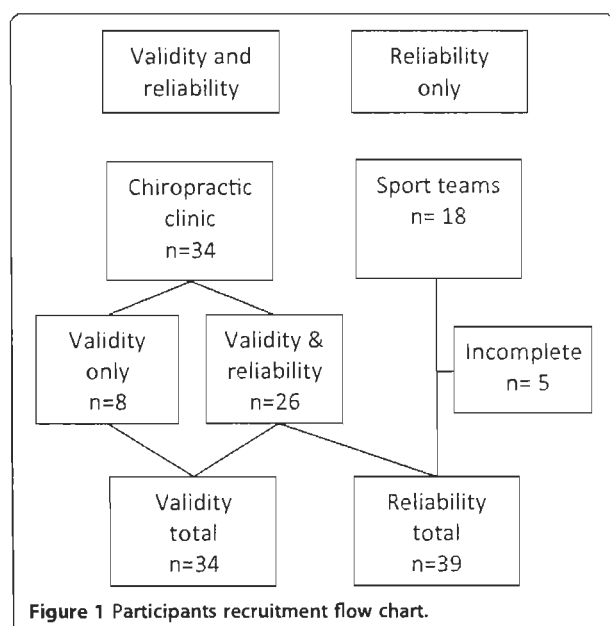 Validity and
reliability
Reliability
only
Chiropractic
clinic
n=34
Sport teams
n= 18
Validity
only
n=8
Validity &
reliability
n=26
Incomplete
n= 5
Validity
total
n=34
Reliability
total
n=39
Figure 1 Participants recruitment flow chart.